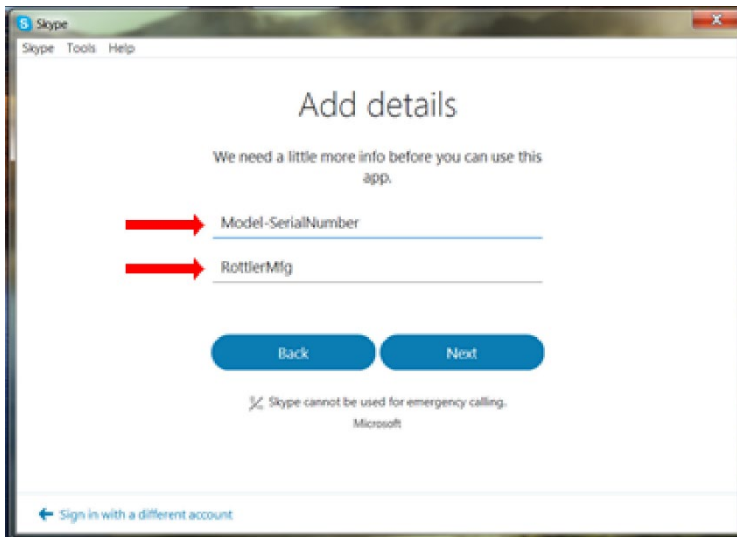 Skype
Skype Tools Help
Add details
We need a little more info before you can use this
app.
Model-SerialNumber
RottlerMfg
Back Next
Skype cannot be used for emergency calling.
Microsoft
Sign in with a different account